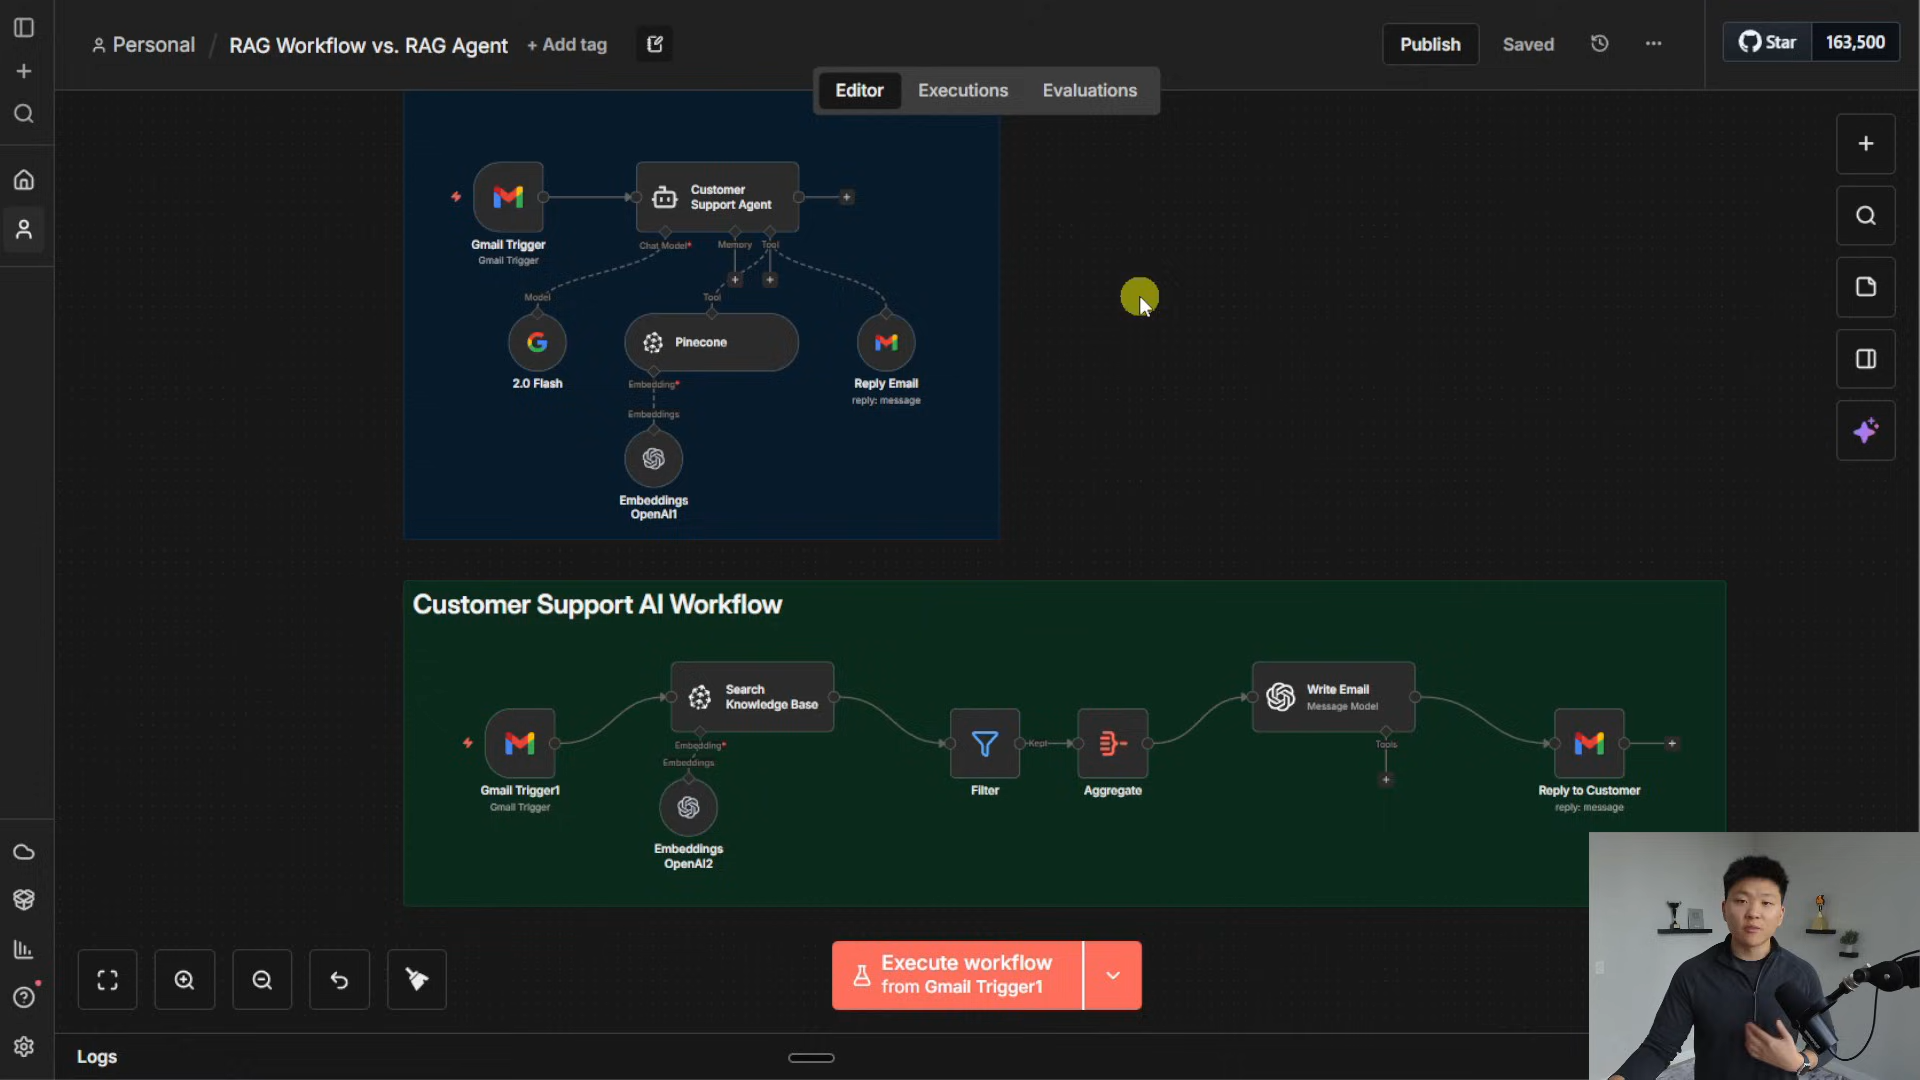 Personal / RAG Workflow vs. RAG Agent + Add tag
Publish
Saved
Star 163,500
Editor Executions Evaluations
Customer
Support Agent
Gmail Trigger
Gmail Trigger
Chat Model*
Memory
Tool
Model
Tool
Pinecone
2.0 Flash
Embedding*
Reply Email
reply: message
Embeddings
Embeddings
OpenAI1
Customer Support AI Workflow
Search
Knowledge Base
Write Email
Message Model
Embedding*
Embeddings
Kept
Tools
Gmail Trigger1
Gmail Trigger
Filter
Aggregate
Reply to Customer
reply: message
Embeddings
OpenAI2
Execute workflow
from Gmail Trigger1
Logs